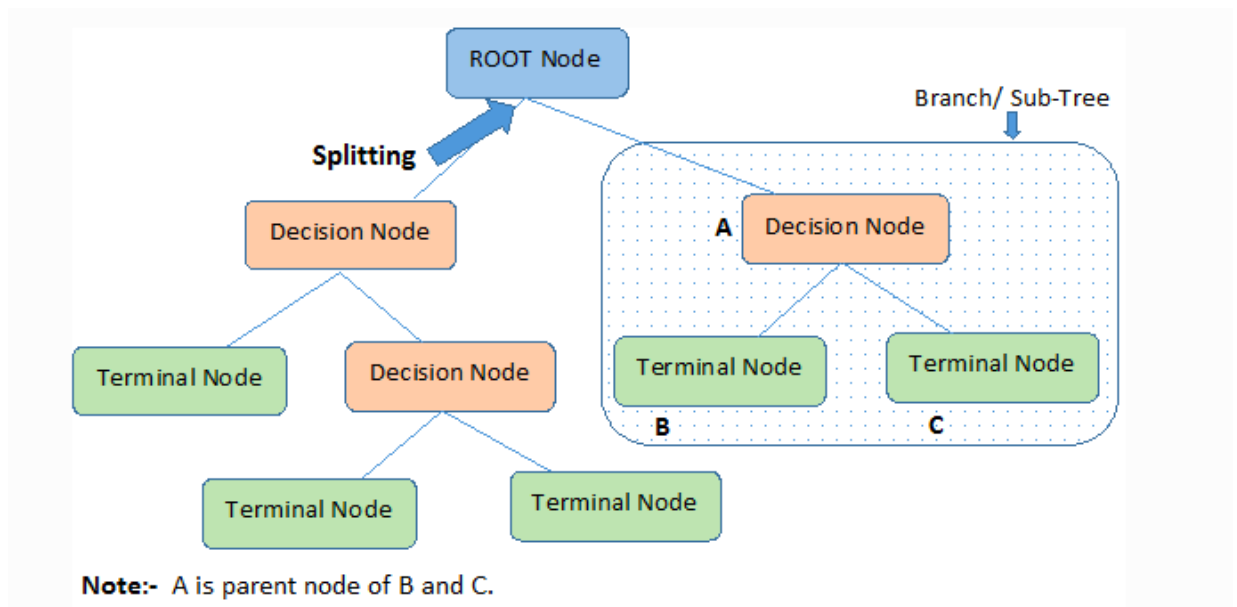 ROOT Node
Branch/ Sub-Tree
Splitting
Decision Node
A
Decision Node
Terminal Node
Decision Node
Terminal Node
Terminal Node
B
C
Terminal Node
Terminal Node
Note:- A is parent node of B and C.